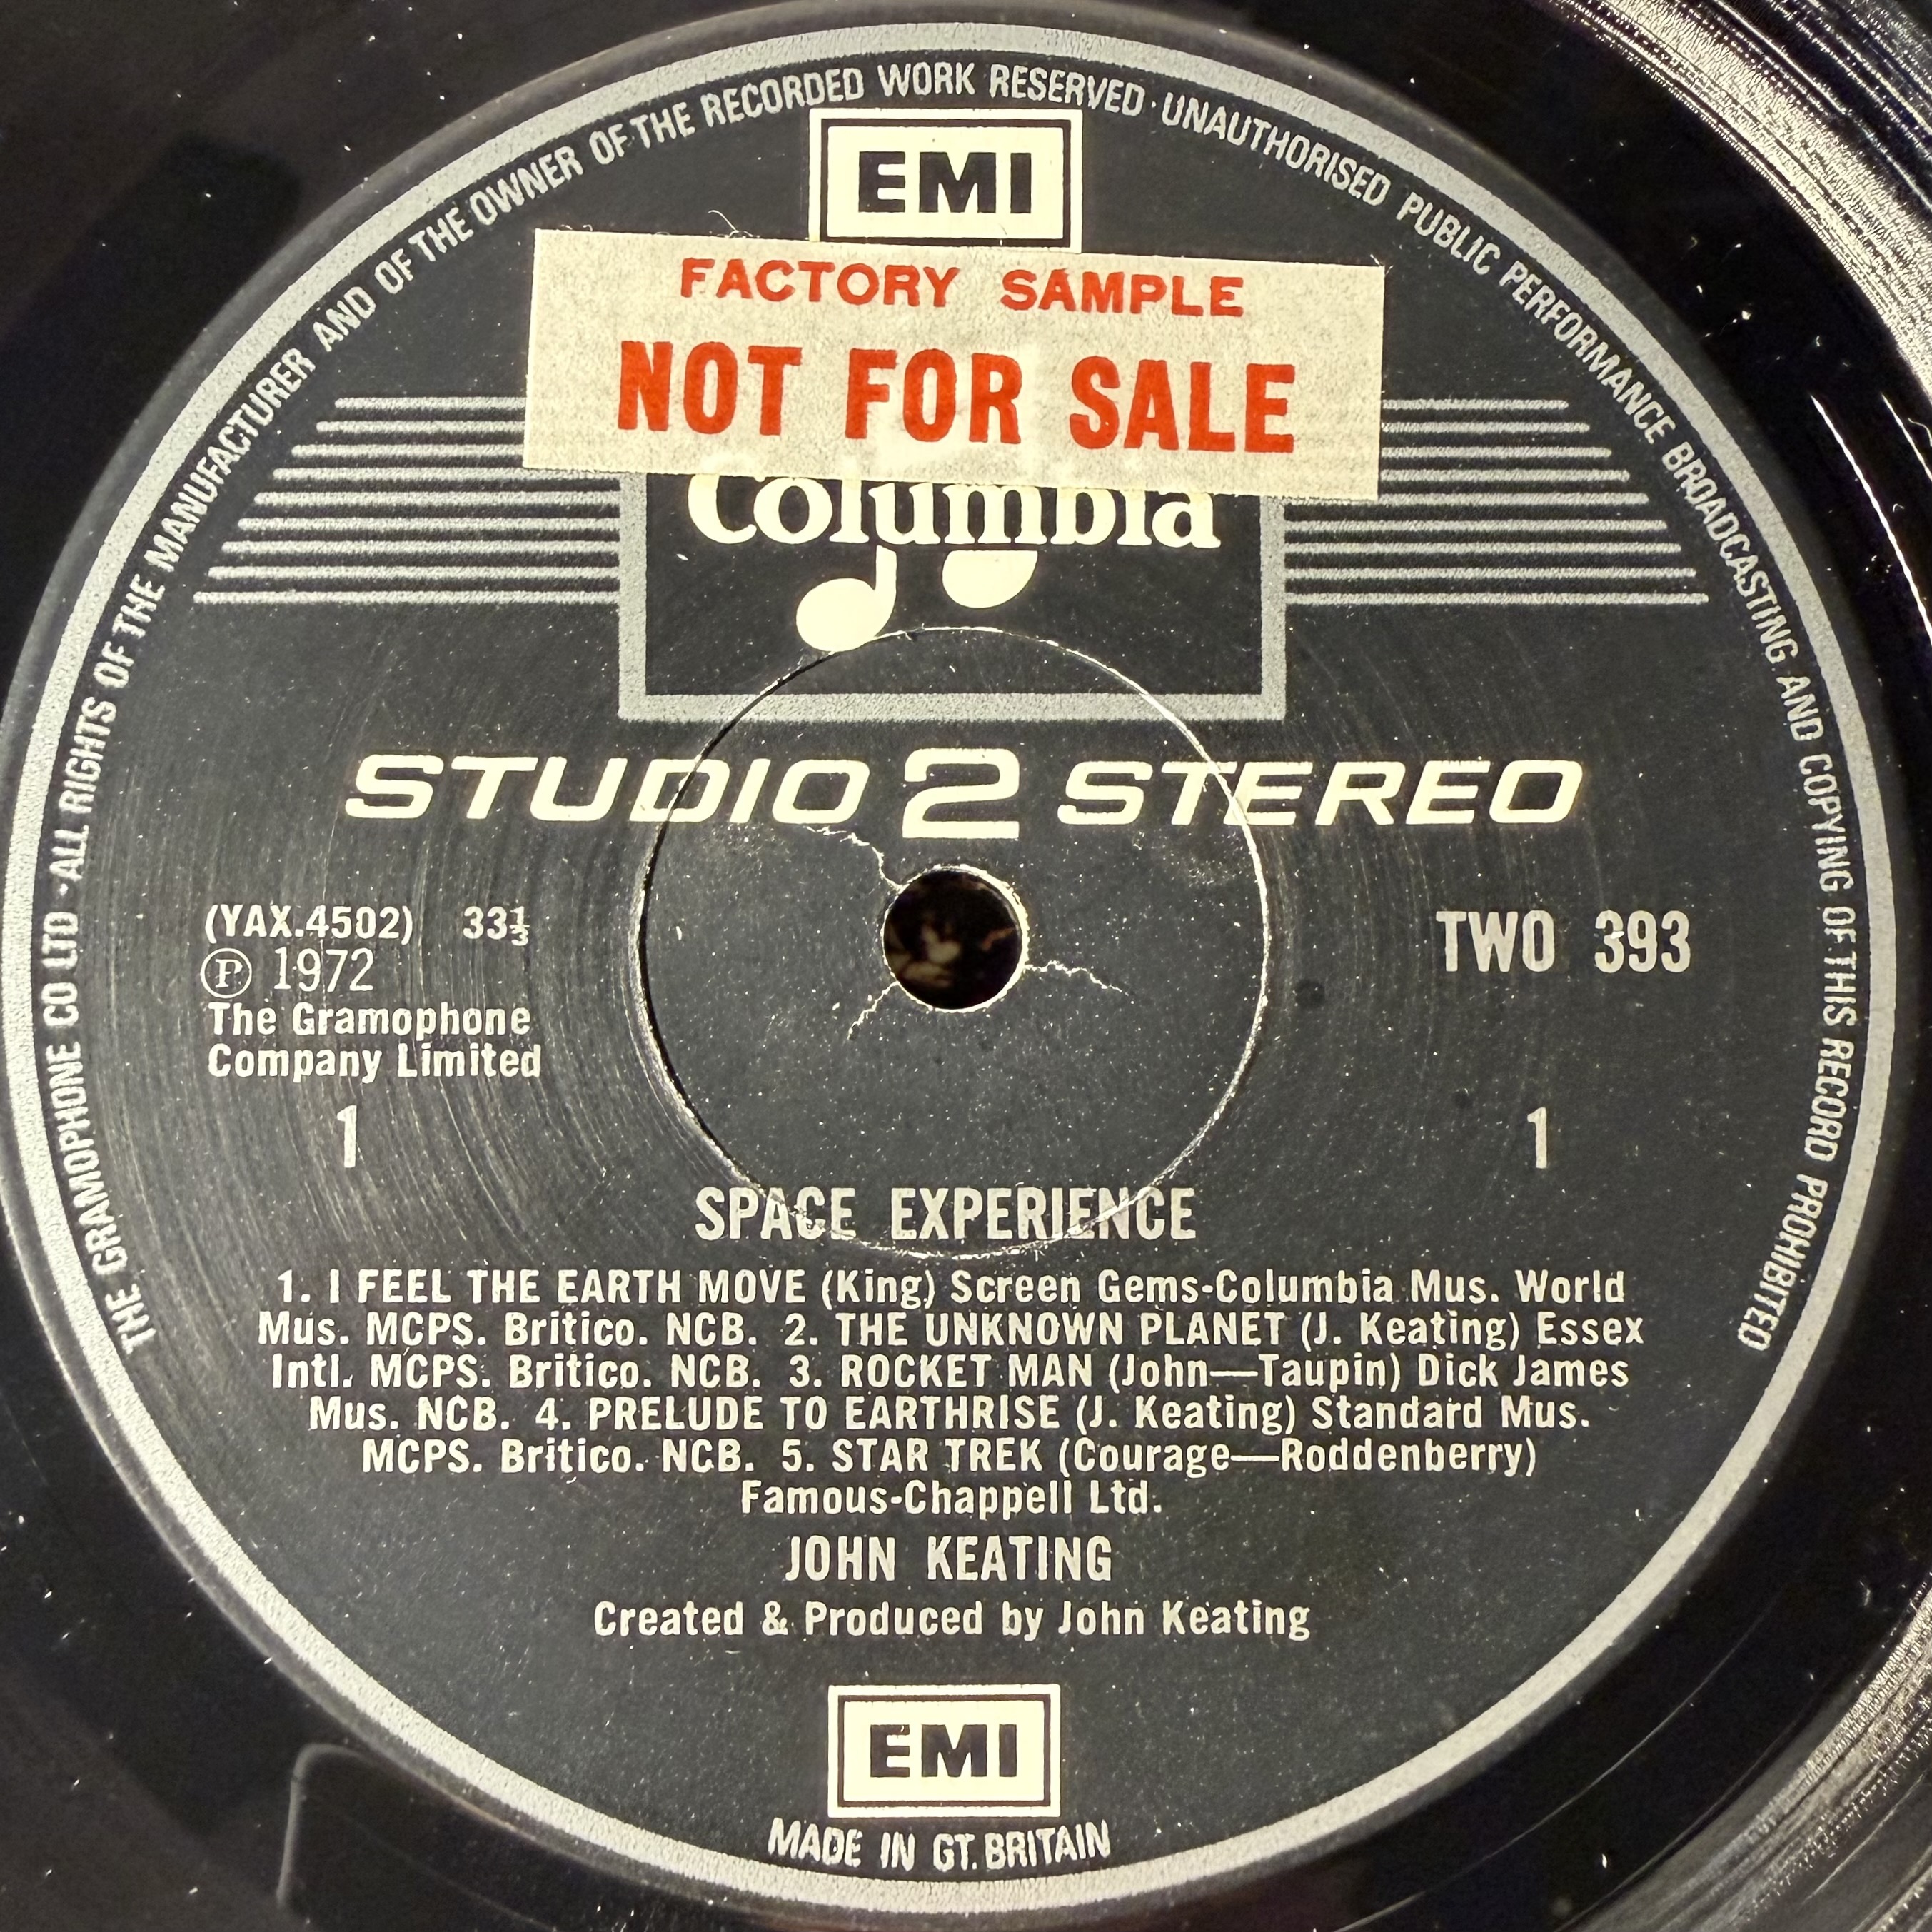 THE GRAMOPHONE CO LTD · ALL RIGHTS OF THE MANUFACTURER AND OF THE OWNER OF THE RECORDED WORK RESERVED · UNAUTHORISED PUBLIC PERFORMANCE BROADCASTING AND COPYING OF THIS RECORD PROHIBITED
EMI
FACTORY SAMPLE
NOT FOR SALE
Columbia
STUDIO 2 STEREO
(YAX.4502) 33⅓
Ⓟ 1972
The Gramophone
Company Limited
TWO 393
1 1
SPACE EXPERIENCE
1. I FEEL THE EARTH MOVE (King) Screen Gems-Columbia Mus. World
Mus. MCPS. Britico. NCB. 2. THE UNKNOWN PLANET (J. Keating) Essex
Intl. MCPS. Britico. NCB. 3. ROCKET MAN (John—Taupin) Dick James
Mus. NCB. 4. PRELUDE TO EARTHRISE (J. Keating) Standard Mus.
MCPS. Britico. NCB. 5. STAR TREK (Courage—Roddenberry)
Famous-Chappell Ltd.
JOHN KEATING
Created & Produced by John Keating
EMI
MADE IN GT. BRITAIN